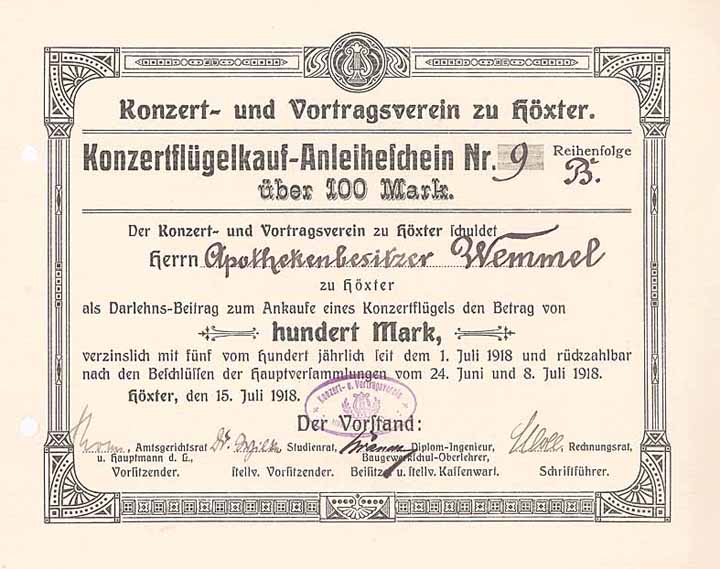 Konzert- und Vortragsverein zu Höxter.
Konzertflügelkauf-Anleiheschein Nr. 9 Reihenfolge B.
über 100 Mark.
Der Konzert- und Vortragsverein zu Höxter schuldet
Herrn Apothekenbesitzer Wemmel
zu Höxter
als Darlehns-Beitrag zum Ankaufe eines Konzertflügels den Betrag von
hundert Mark,
verzinslich mit fünf vom Hundert jährlich seit dem 1. Juli 1918 und rückzahlbar
nach den Beschlüssen der Hauptversammlungen vom 24. Juni und 8. Juli 1918.
Höxter, den 15. Juli 1918.
Konzert- u. Vortragsverein
Der Vorstand:
Amtsgerichtsrat Dr. Studienrat, Diplom-Ingenieur, Rechnungsrat,
u. Hauptmann d. L., Baugewerkschul-Oberlehrer,
Vorsitzender. stellv. Vorsitzender. Beisitzer u. stellv. Kassenwart. Schriftführer.